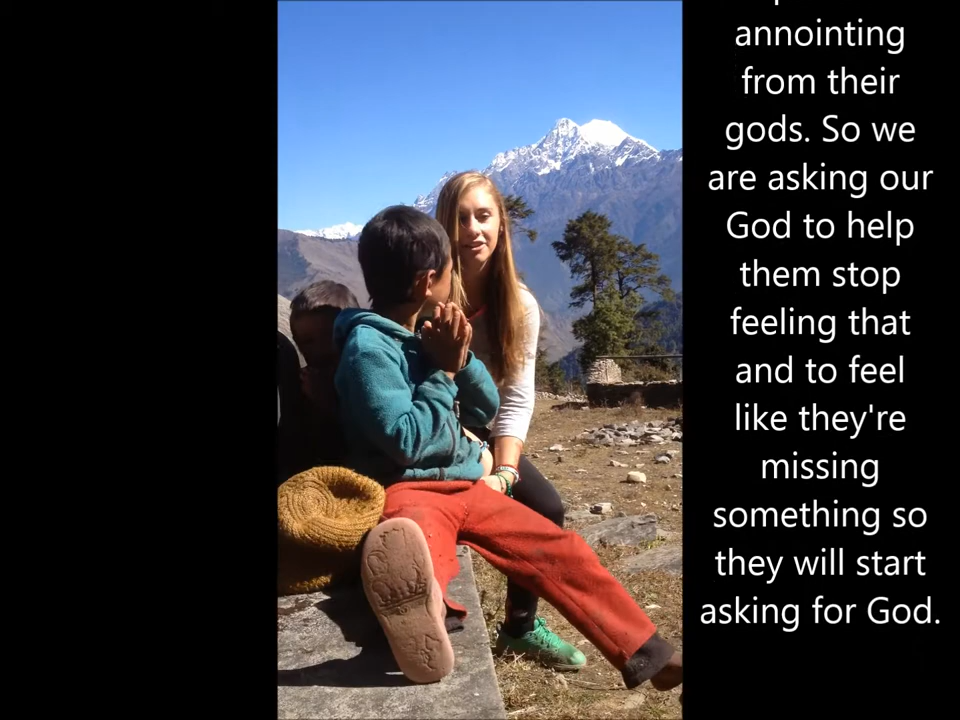 annointing
from their
gods. So we
are asking our
God to help
them stop
feeling that
and to feel
like they're
missing
something so
they will start
asking for God.